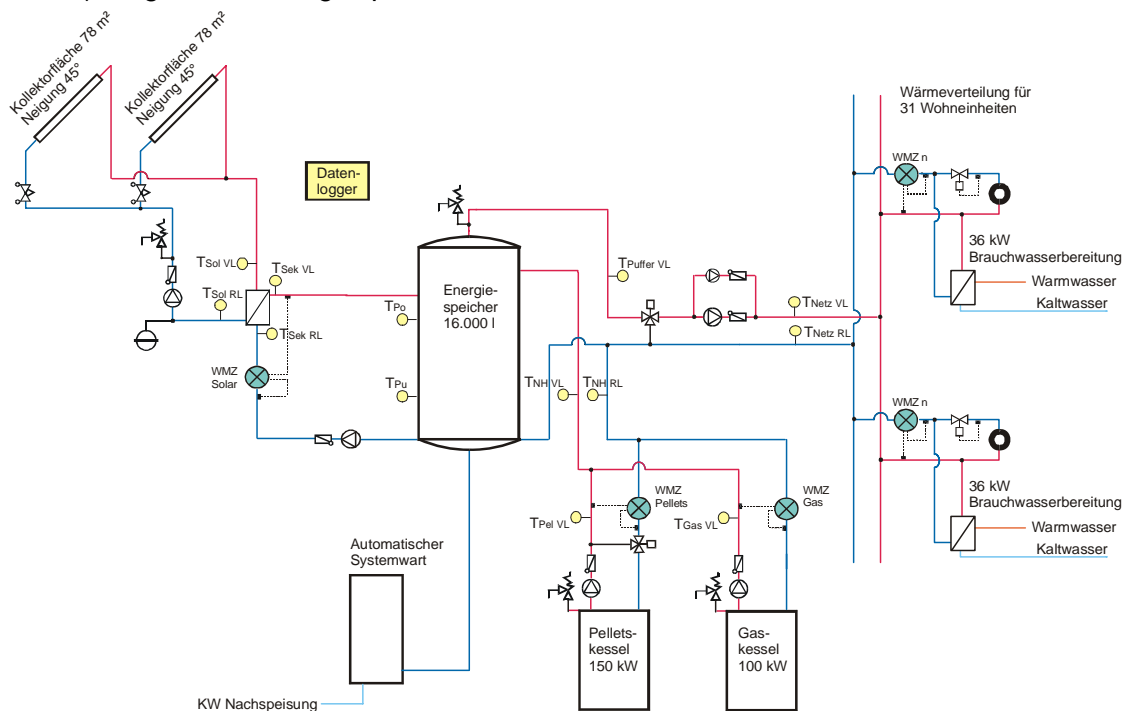 Kollektorfläche 78 m²
Neigung 45°
Kollektorfläche 78 m²
Neigung 45°
Daten-
logger
Wärmeverteilung für
31 Wohneinheiten
WMZ n
36 kW
Brauchwasserbereitung
Warmwasser
Kaltwasser
TSol VL
TSek VL
TSol RL
TSek RL
WMZ
Solar
TPo
TPu
Energie-
speicher
16.000 l
TPuffer VL
TNetz VL
TNetz RL
TNH VL
TNH RL
WMZ n
36 kW
Brauchwasserbereitung
Warmwasser
Kaltwasser
WMZ
Pellets
WMZ
Gas
TPel VL
TGas VL
Automatischer
Systemwart
Pellets-
kessel
150 kW
Gas-
kessel
100 kW
KW Nachspeisung